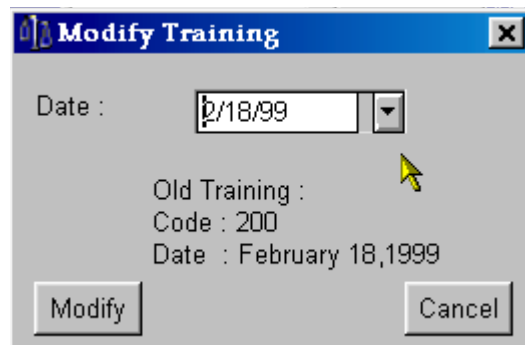 Modify Training
Date : 2/18/99
Old Training :
Code : 200
Date : February 18,1999
Modify Cancel